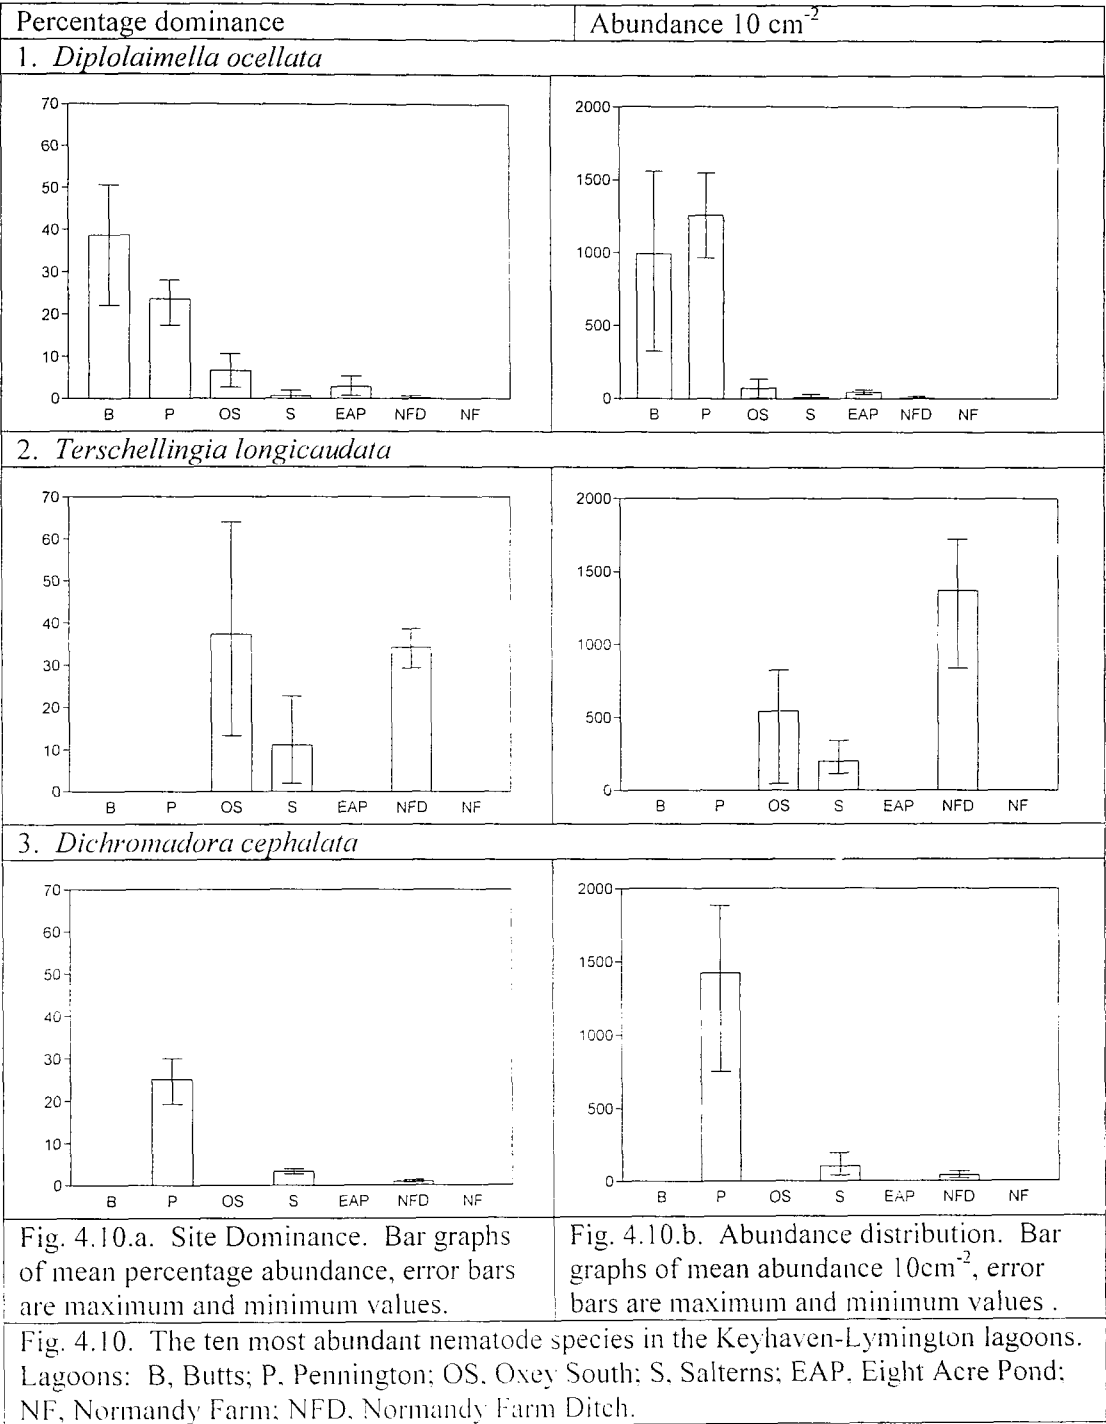 Percentage dominance
Abundance 10 cm-2
1. Diplolaimella ocellata
70
60
50
40
30
20
10
0
B P OS S EAP NFD NF
2000
1500
1000
500
0
B P OS S EAP NFD NF
2. Terschellingia longicaudata
70
60
50
40
30
20
10
0
B P OS S EAP NFD NF
2000
1500
1000
500
0
B P OS S EAP NFD NF
3. Dichromadora cephalata
70
60
50
40
30
20
10
0
B P OS S EAP NFD NF
2000
1500
1000
500
0
B P OS S EAP NFD NF
Fig. 4.10.a. Site Dominance. Bar graphs
of mean percentage abundance, error bars
are maximum and minimum values.
Fig. 4.10.b. Abundance distribution. Bar
graphs of mean abundance 10cm-2, error
bars are maximum and minimum values .
Fig. 4.10. The ten most abundant nematode species in the Keyhaven-Lymington lagoons.
Lagoons: B, Butts; P, Pennington; OS, Oxey South; S, Salterns; EAP, Eight Acre Pond;
NF, Normandy Farm; NFD, Normandy Farm Ditch.